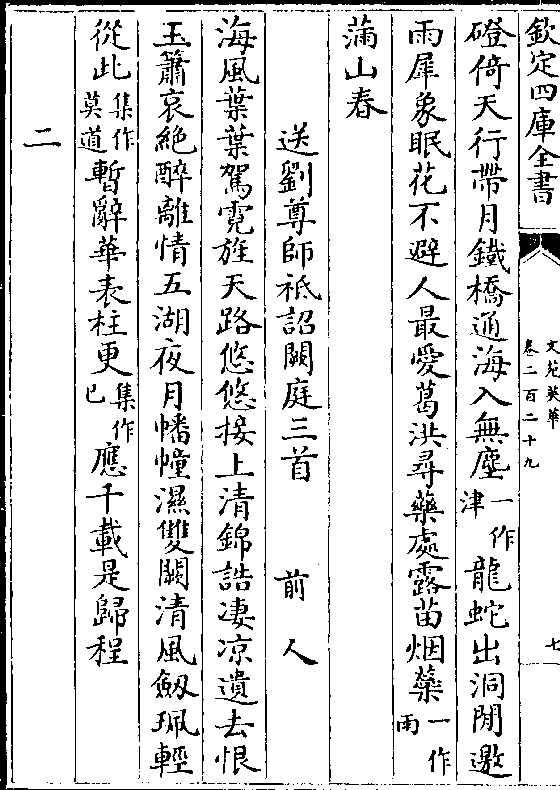 欽定四庫全書
文苑英華
卷二百二十九
七
磴倚天行帶月鐵橋通海入無塵一作津龍蛇出洞閒邀
雨犀象眠花不避人最愛葛洪尋藥處露苗烟蘂一作雨
蒲山春
送劉尊師祗詔闕庭三首 前人
海風葉葉駕霓旌天路悠悠接上清錦誥淒凉遺去恨
玉簫哀絶醉離情五湖夜月幡幢濕雙闕清風劔珮輕
從此集作莫道暫辭華表柱更集作已應千載是歸程
二